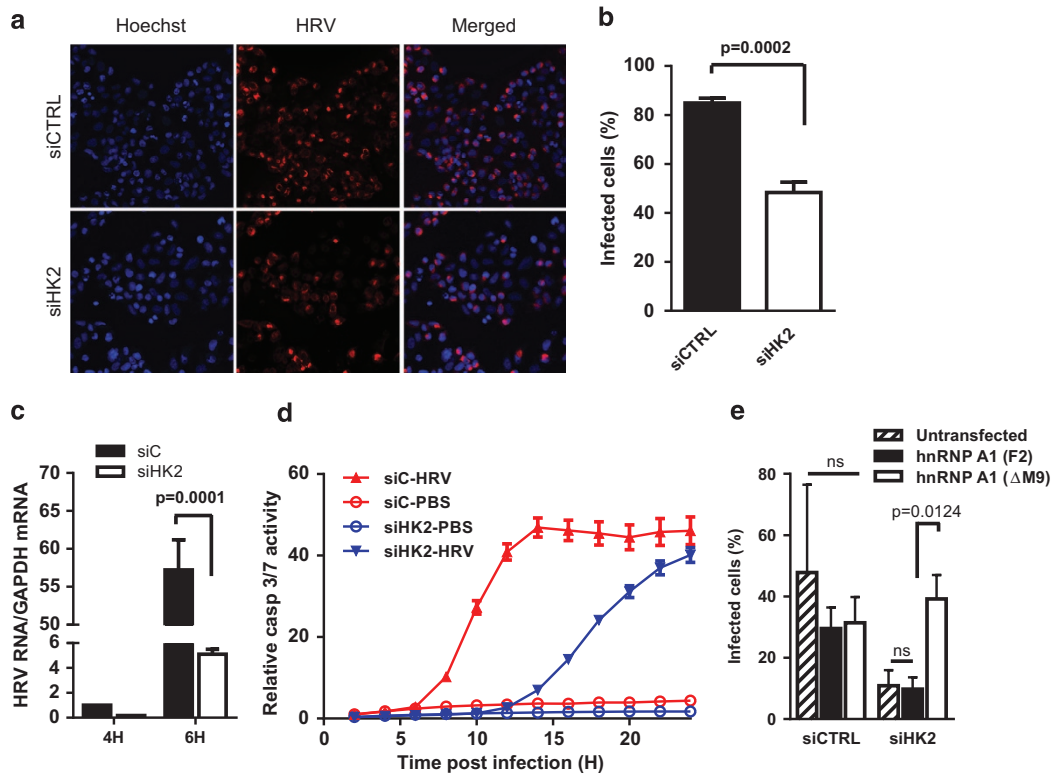 a
Hoechst HRV Merged
siCTRL
siHK2
b
p=0.0002
Infected cells (%)
100
80
60
40
20
0
siCTRL siHK2
c
siC
siHK2
HRV RNA/GAPDH mRNA
p=0.0001
70
65
60
55
50
6
4
2
0
4H 6H
d
Relative casp 3/7 activity
60
40
20
0
siC-HRV
siC-PBS
siHK2-PBS
siHK2-HRV
0 5 10 15 20
Time post infection (H)
e
Untransfected
hnRNP A1 (F2)
hnRNP A1 (ΔM9)
Infected cells (%)
80
60
40
20
0
ns
p=0.0124
ns
siCTRL siHK2